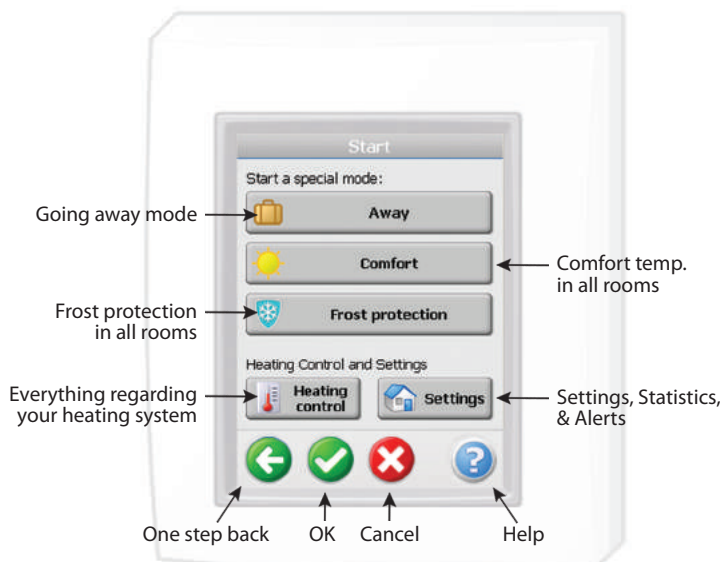 Start
Start a special mode:
Going away mode
Away
Comfort
Comfort temp.
in all rooms
Frost protection
in all rooms
Frost protection
Heating Control and Settings
Everything regarding
your heating system
Heating
control
Settings
Settings, Statistics,
& Alerts
?
One step back
OK
Cancel
Help